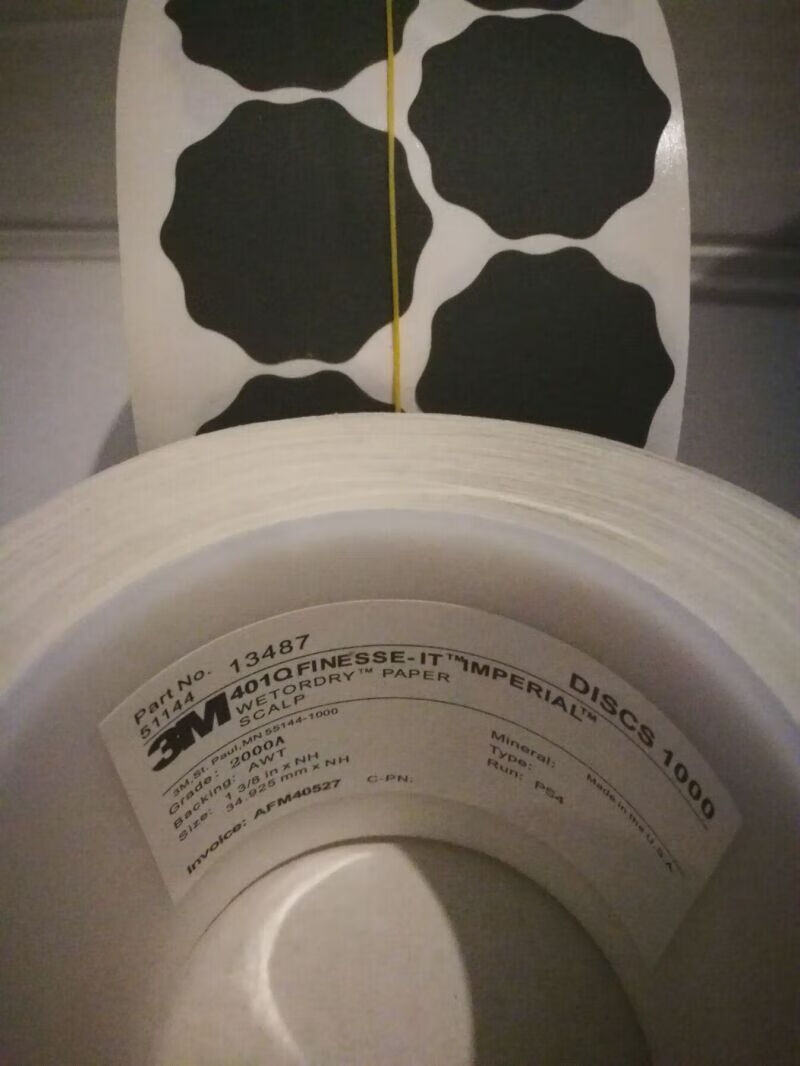 Part No. 13487
51144
3M 401Q FINESSE-IT™ IMPERIAL™ DISCS 1000
WETORDRY™ PAPER
SCALP
3M, St. Paul, MN 55144-1000
Grade: 2000A
Backing: AWT
Size: 1 3/8 in x NH
34.925 mm x NH
Invoice: AFM40527
C-PN:
Mineral:
Type:
Run: PS4
Made in the U.S.A.